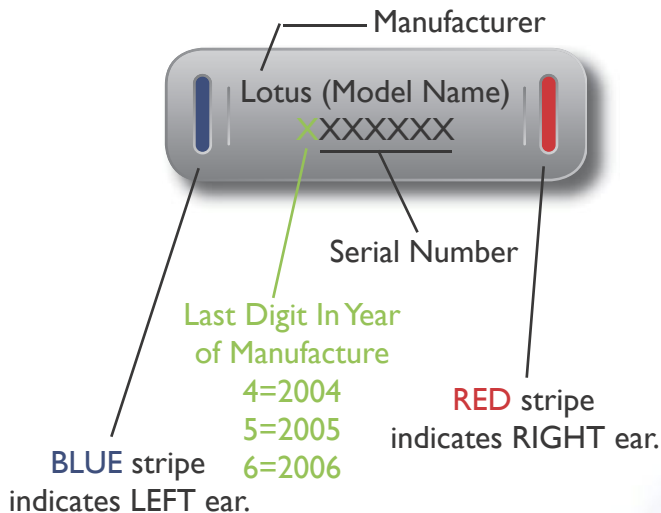 Manufacturer
Lotus (Model Name)
XXXXXXX
Serial Number
Last Digit In Year
of Manufacture
4=2004
5=2005
6=2006
RED stripe
indicates RIGHT ear.
BLUE stripe
indicates LEFT ear.